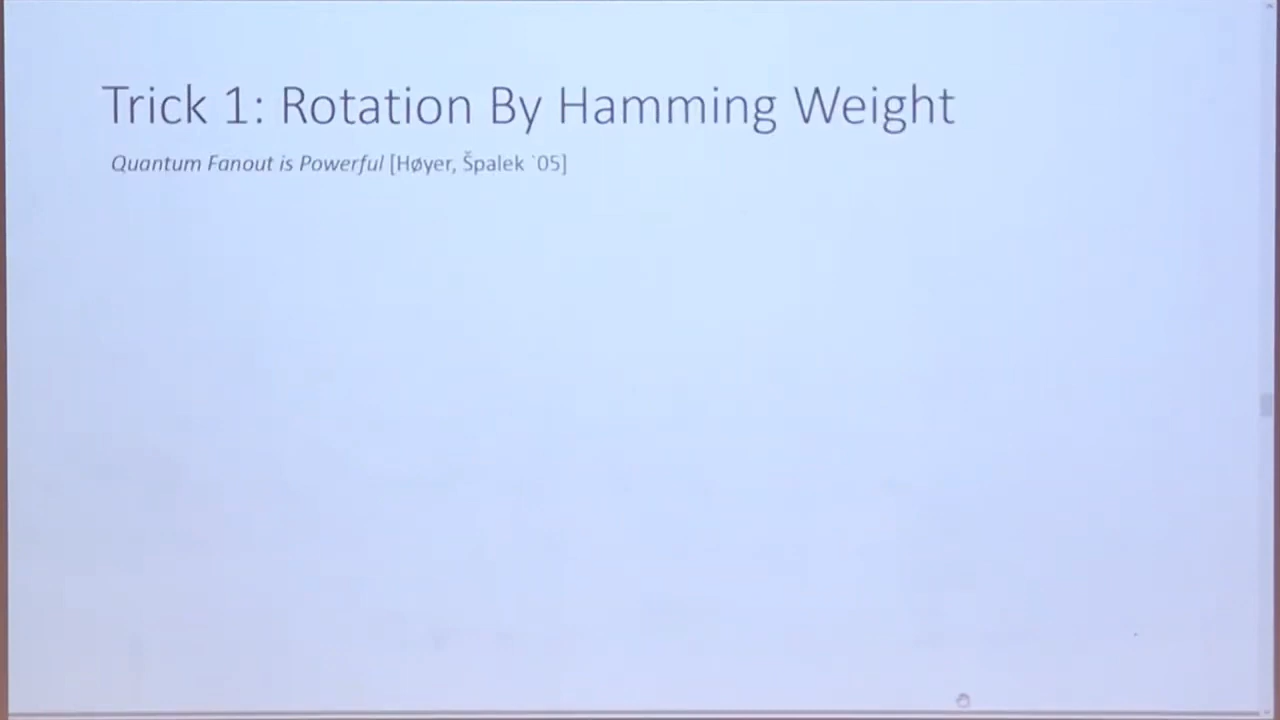 Trick 1: Rotation By Hamming Weight
Quantum Fanout is Powerful [Høyer, Špalek `05]